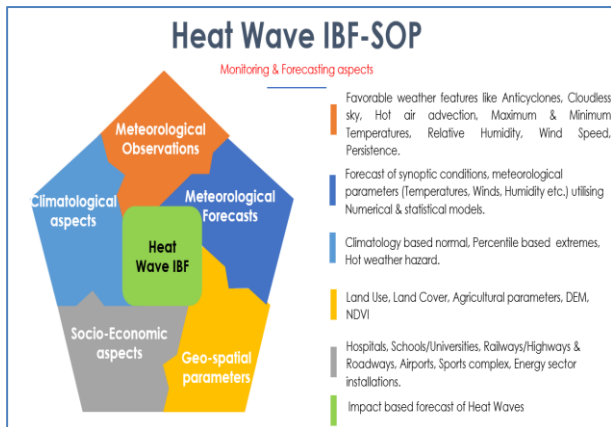 Heat Wave IBF-SOP
Monitoring & Forecasting aspects
Meteorological
Observations
Climatological
aspects
Meteorological
Forecasts
Heat
Wave IBF
Socio-Economic
aspects
Geo-spatial
parameters
Favorable weather features like Anticyclones, Cloudless
sky, Hot air advection, Maximum & Minimum
Temperatures, Relative Humidity, Wind Speed,
Persistence.
Forecast of synoptic conditions, meteorological
parameters (Temperatures, Winds, Humidity etc.) utilising
Numerical & statistical models.
Climatology based normal, Percentile based extremes,
Hot weather hazard.
Land Use, Land Cover, Agricultural parameters, DEM,
NDVI
Hospitals, Schools/Universities, Railways/Highways &
Roadways, Airports, Sports complex, Energy sector
installations.
Impact based forecast of Heat Waves